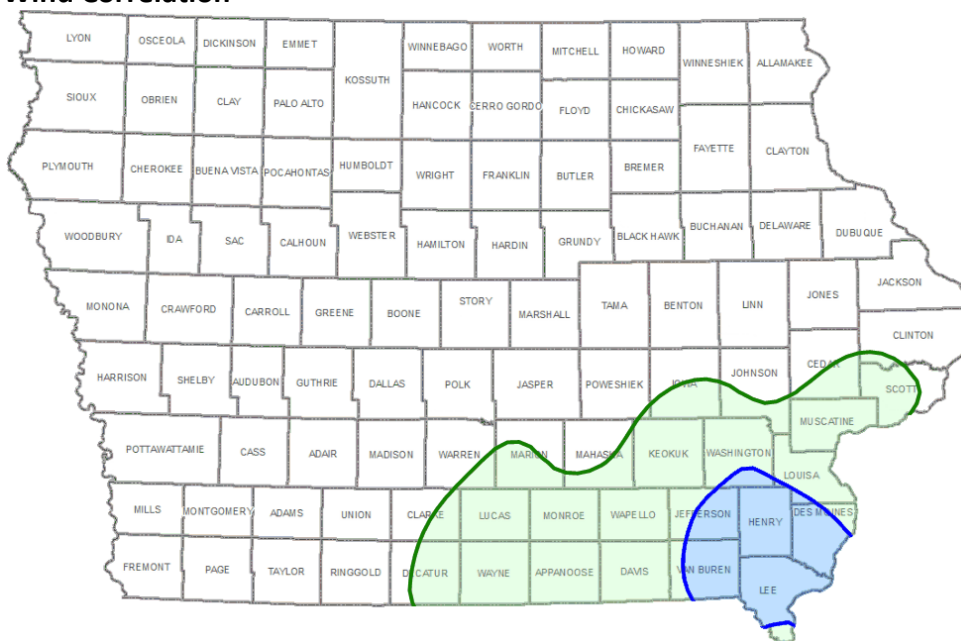 Wind Correlation
LYON OSCEOLA DICKINSON EMMET WINNEBAGO WORTH MITCHELL HOWARD WINNESHIEK ALLAMAKEE
KOSSUTH
SIOUX OBRIEN CLAY PALO ALTO HANCOCK CERRO GORDO FLOYD CHICKASAW
FAYETTE CLAYTON
PLYMOUTH CHEROKEE BUENA VISTA POCAHONTAS HUMBOLDT WRIGHT FRANKLIN BUTLER BREMER
WOODBURY IDA SAC CALHOUN WEBSTER HAMILTON HARDIN GRUNDY BLACK HAWK BUCHANAN DELAWARE DUBUQUE
MONONA CRAWFORD CARROLL GREENE BOONE STORY MARSHALL TAMA BENTON LINN JONES JACKSON
CLINTON
HARRISON SHELBY AUDUBON GUTHRIE DALLAS POLK JASPER POWESHIEK IOWA JOHNSON CEDAR SCOTT
MUSCATINE
POTTAWATTAMIE CASS ADAIR MADISON WARREN MARION MAHASKA KEOKUK WASHINGTON LOUISA
MILLS MONTGOMERY ADAMS UNION CLARKE LUCAS MONROE WAPELLO JEFFERSON HENRY DES MOINES
FREMONT PAGE TAYLOR RINGGOLD DECATUR WAYNE APPANOOSE DAVIS VAN BUREN LEE